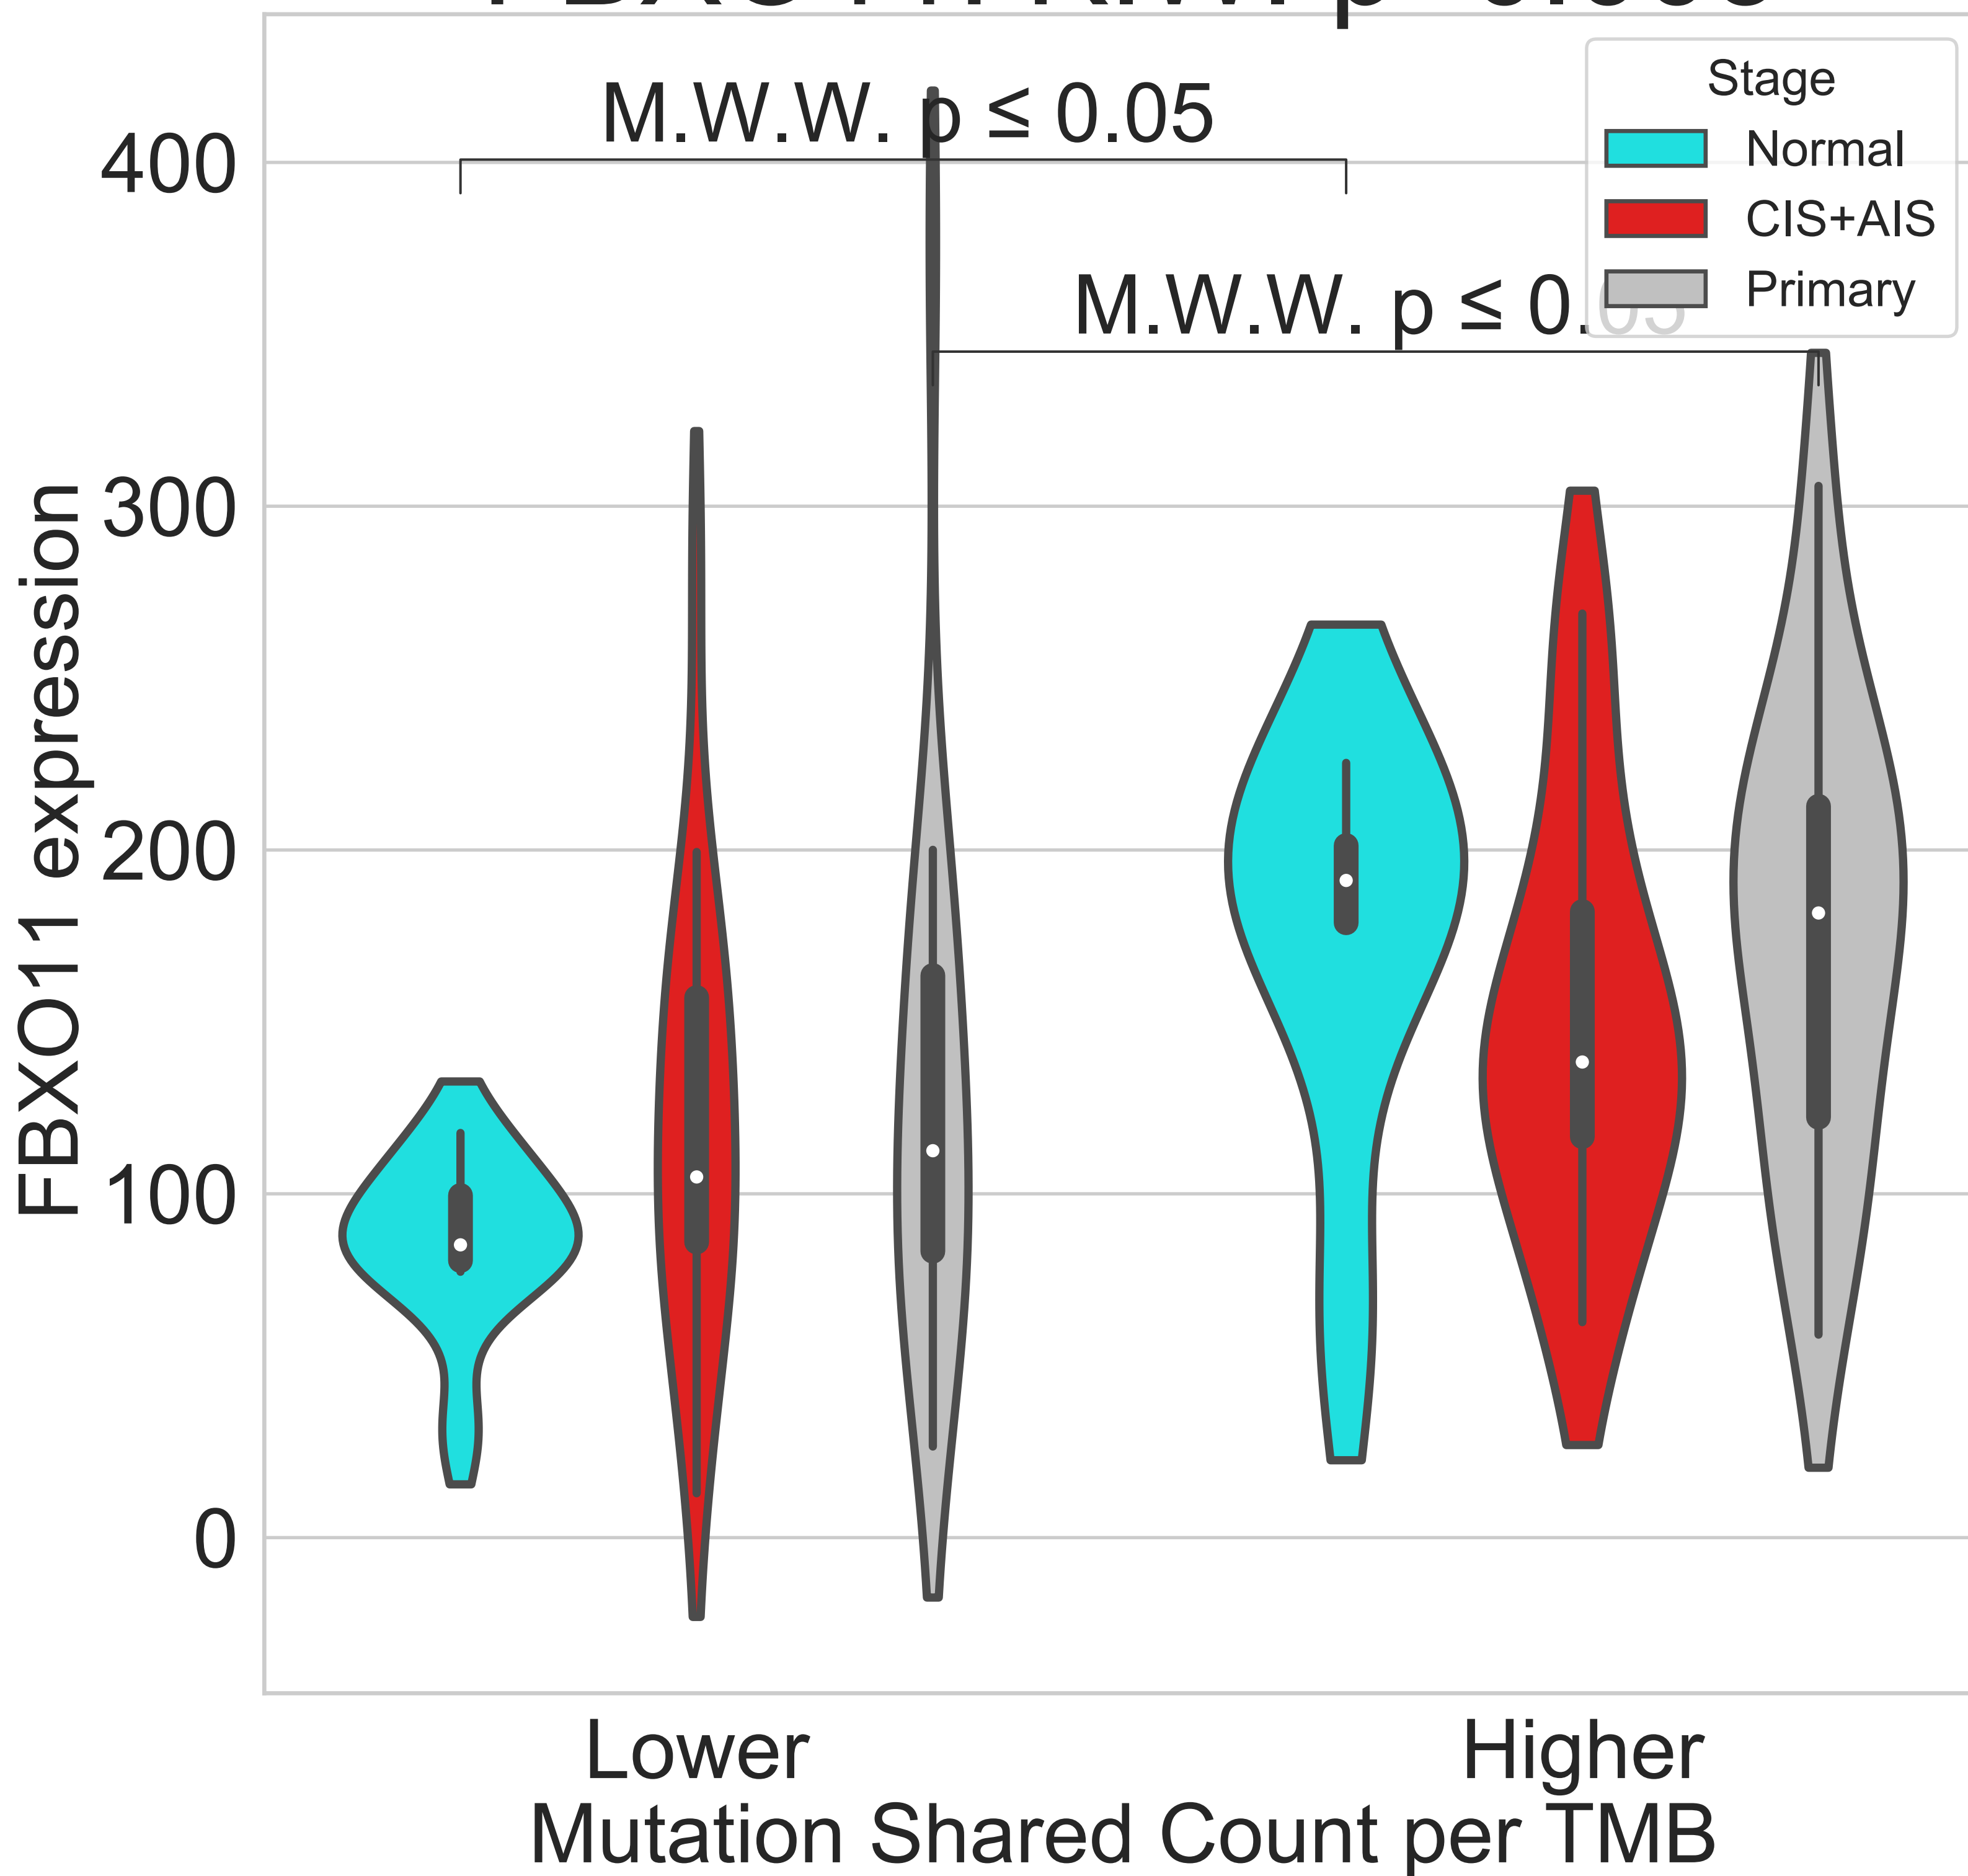 M.W.W. p ≤ 0.05
Stage
Normal
CIS+AIS
Primary
M.W.W. p ≤ 0.05
400
300
200
100
0
FBXO11 expression
Lower
Higher
Mutation Shared Count per TMB